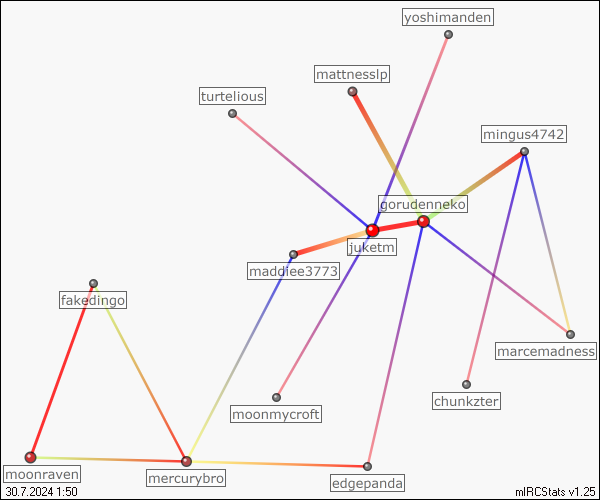 yoshimanden
mattnesslp
turtelious
mingus4742
gorudenneko
juketm
maddiee3773
fakedingo
marcemadness
chunkzter
moonmycroft
moonraven
mercurybro
edgepanda
30.7.2024 1:50
mIRCStats v1.25